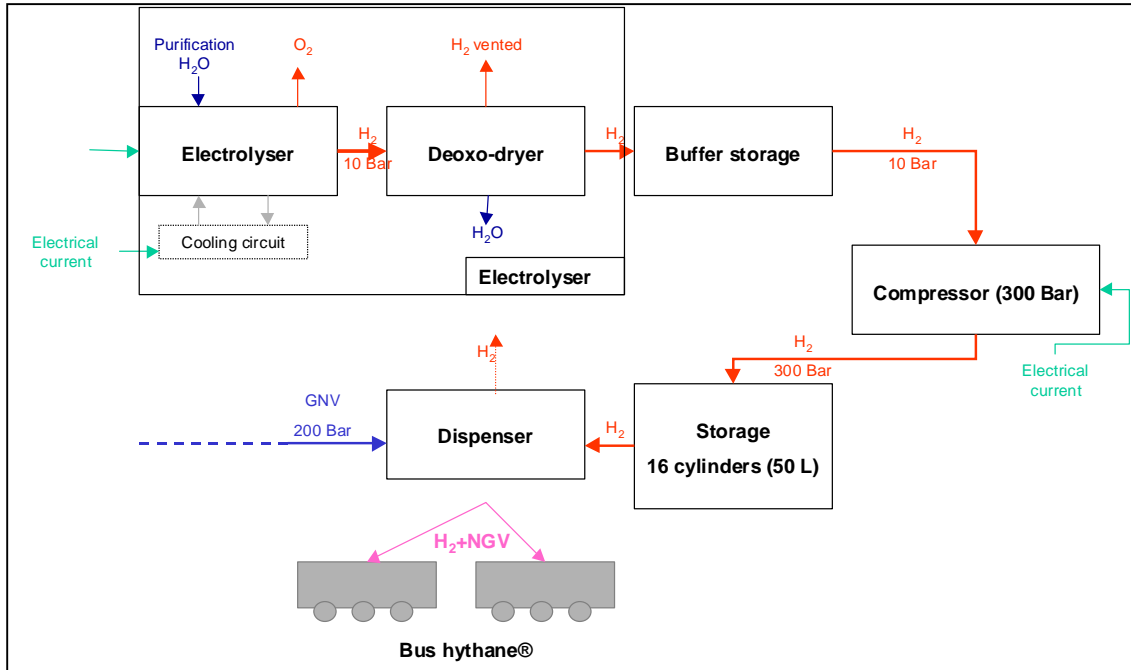 Purification
H₂O
O₂
H₂ vented
Electrolyser
H₂
10 Bar
Deoxo-dryer
H₂
Buffer storage
H₂
10 Bar
H₂O
Electrical
current
Cooling circuit
Electrolyser
Compressor (300 Bar)
H₂
300 Bar
Electrical
current
H₂
GNV
200 Bar
Dispenser
H₂
Storage
16 cylinders (50 L)
H₂+NGV
Bus hythane®